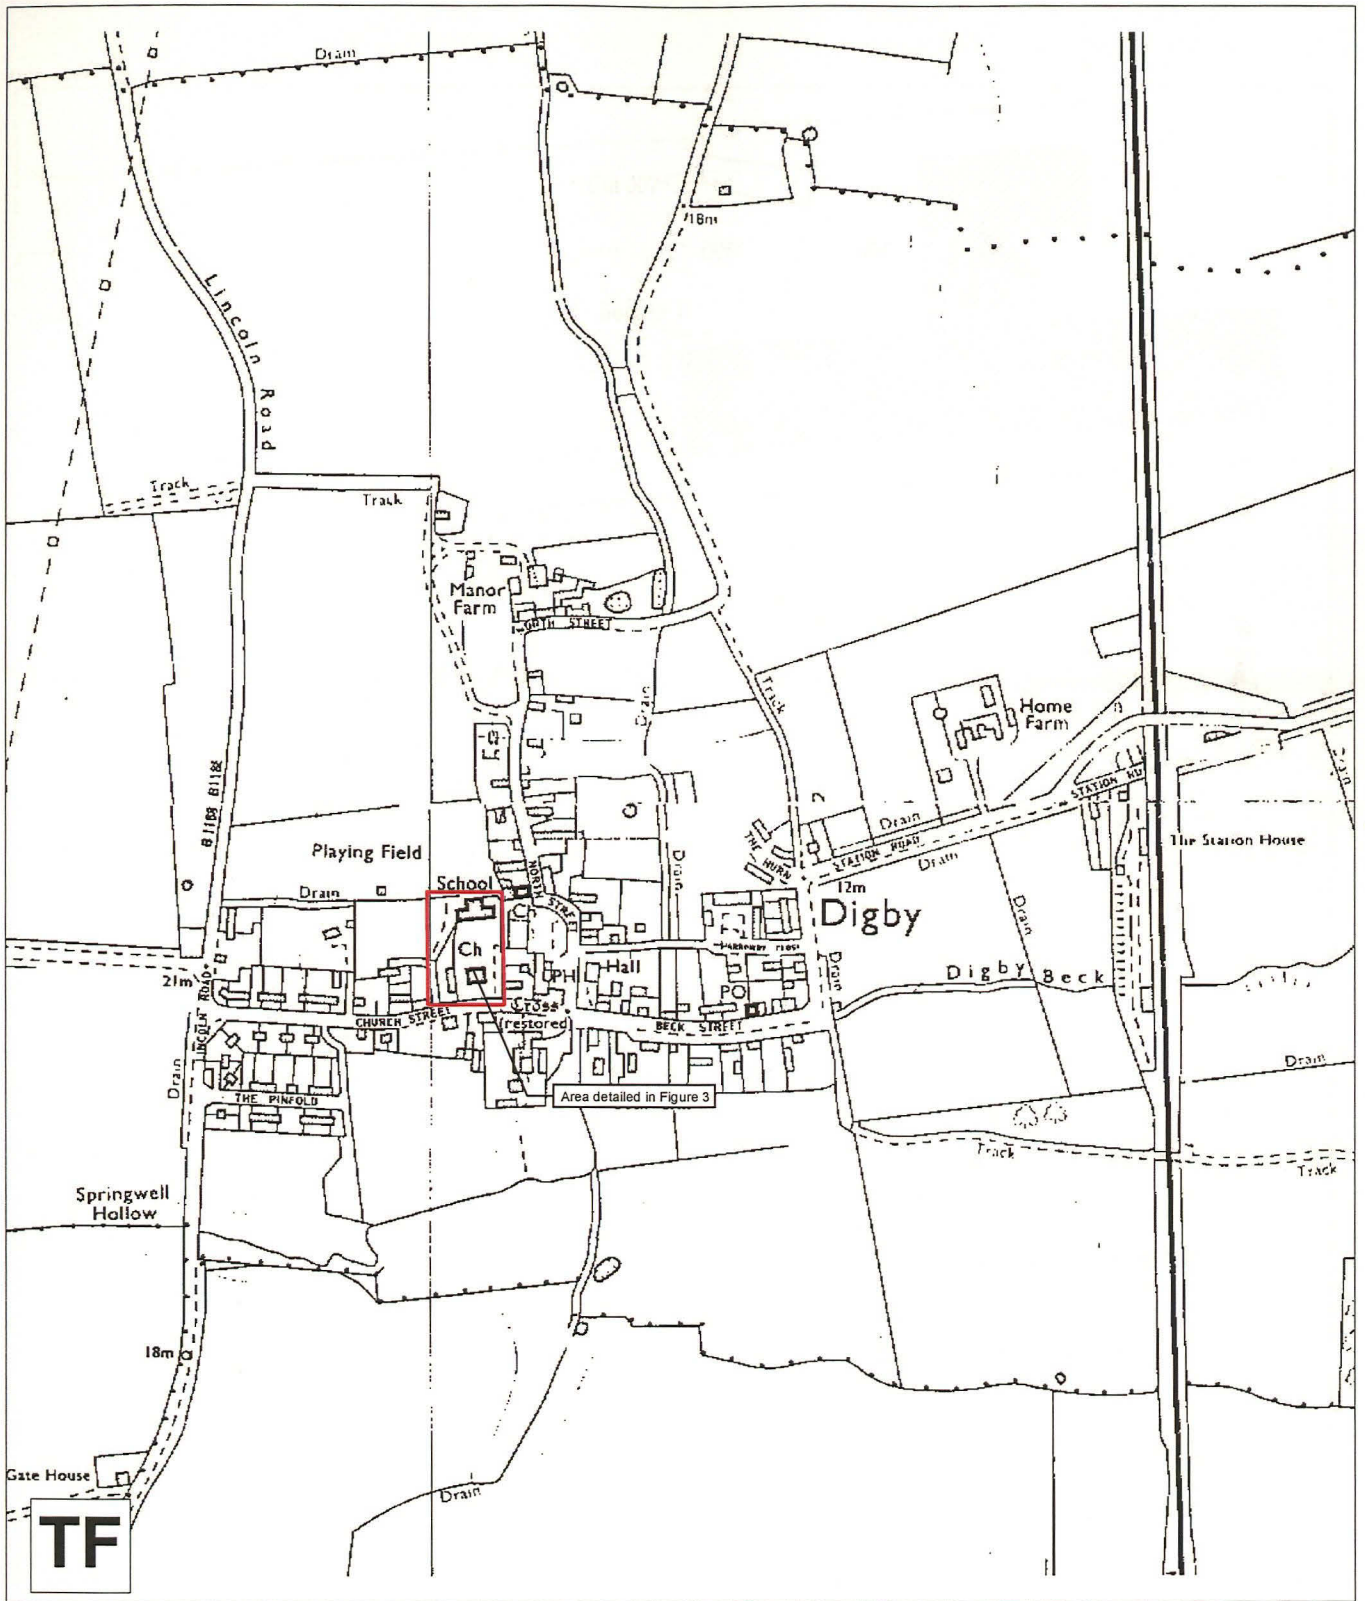 Drain
18m
Lincoln
Road
Track
Track
Manor
Farm
NORTH STREET
Drain
Track
Home
Farm
B1188 B1188
STATION
The Station House
Drain
Drain
STATION ROAD
Drain
THE HURN
Playing Field
Drain
School
NORTH STREET
12m
Digby
Drain
Drain
Ch
Hall
PH
Digby Beck
21m
PO
Drain
LINCOLN ROAD
CHURCH STREET
Cross
(restored)
BECK STREET
Drain
Drain
THE PINFOLD
Area detailed in Figure 3
Track
Track
Springwell
Hollow
18m
Gate House
Drain
TF